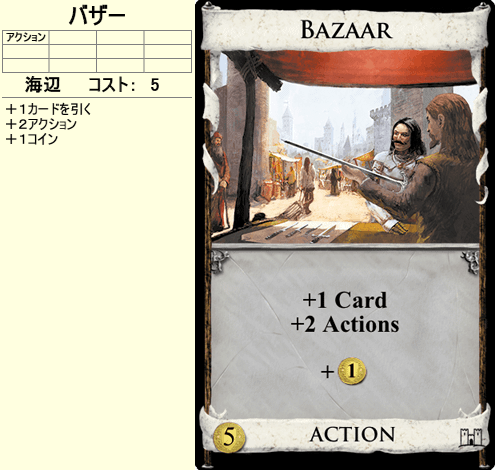 バザー
アクション
海辺 コスト: 5
+1カードを引く
+2アクション
+1コイン
BAZAAR
+1 Card
+2 Actions
+ 1
5 ACTION